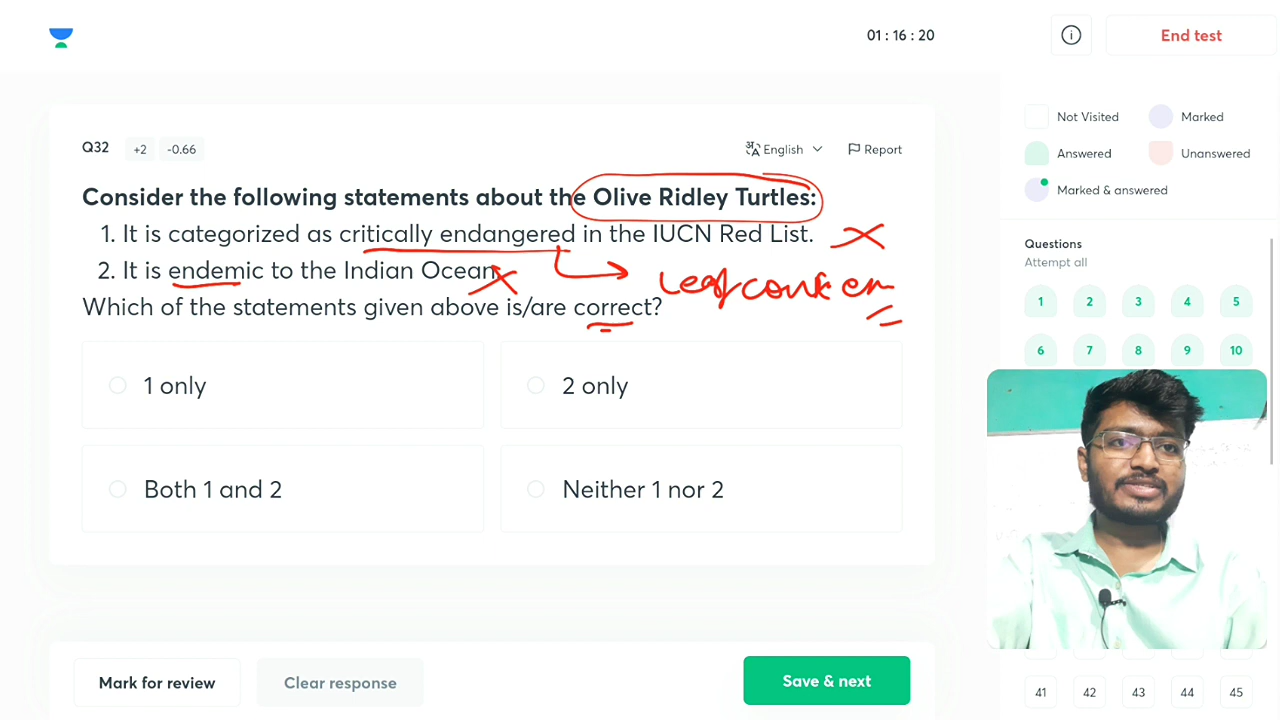 01 : 16 : 20
End test
Q32 +2 -0.66
English
Report
Consider the following statements about the Olive Ridley Turtles:
1. It is categorized as critically endangered in the IUCN Red List.
2. It is endemic to the Indian Ocean.
Which of the statements given above is/are correct?
1 only
2 only
Both 1 and 2
Neither 1 nor 2
Mark for review
Clear response
Save & next
Not Visited
Marked
Answered
Unanswered
Marked & answered
Questions
Attempt all
1 2 3 4 5
6 7 8 9 10
41 42 43 44 45